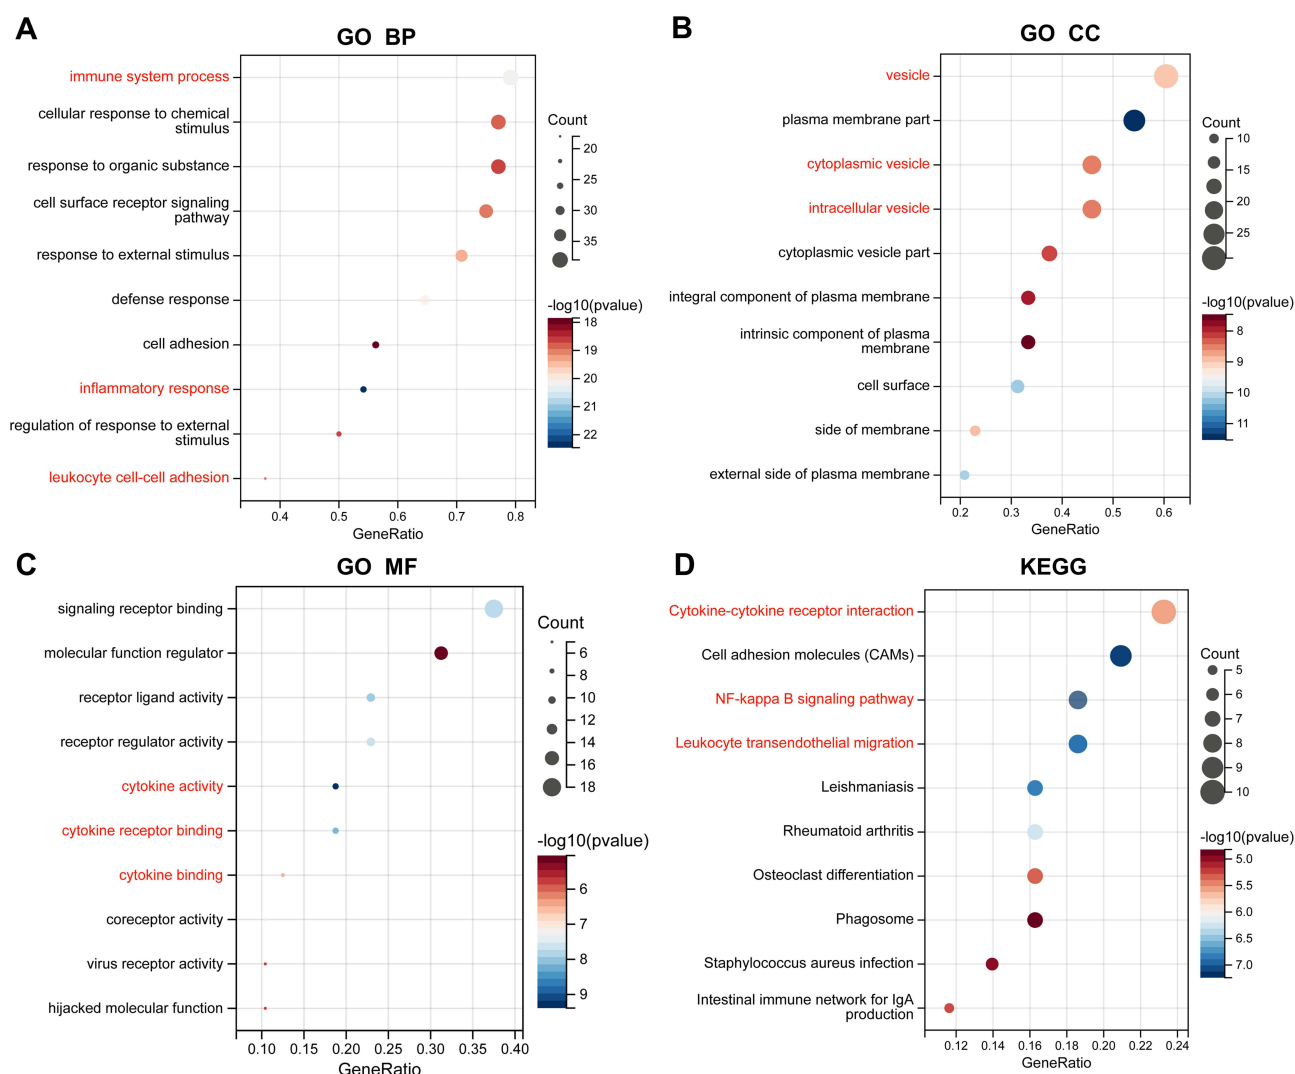 A
GO BP
immune system process
cellular response to chemical
stimulus
response to organic substance
cell surface receptor signaling
pathway
response to external stimulus
defense response
cell adhesion
inflammatory response
regulation of response to external
stimulus
leukocyte cell-cell adhesion
0.4 0.5 0.6 0.7 0.8
GeneRatio
Count
20
25
30
35
-log10(pvalue)
18
19
20
21
22
B
GO CC
vesicle
plasma membrane part
cytoplasmic vesicle
intracellular vesicle
cytoplasmic vesicle part
integral component of plasma membrane
intrinsic component of plasma
membrane
cell surface
side of membrane
external side of plasma membrane
0.2 0.3 0.4 0.5 0.6
GeneRatio
Count
10
15
20
25
-log10(pvalue)
8
9
10
11
C
GO MF
signaling receptor binding
molecular function regulator
receptor ligand activity
receptor regulator activity
cytokine activity
cytokine receptor binding
cytokine binding
coreceptor activity
virus receptor activity
hijacked molecular function
0.10 0.15 0.20 0.25 0.30 0.35 0.40
GeneRatio
Count
6
8
10
12
14
16
18
-log10(pvalue)
6
7
8
9
D
KEGG
Cytokine-cytokine receptor interaction
Cell adhesion molecules (CAMs)
NF-kappa B signaling pathway
Leukocyte transendothelial migration
Leishmaniasis
Rheumatoid arthritis
Osteoclast differentiation
Phagosome
Staphylococcus aureus infection
Intestinal immune network for IgA
production
0.12 0.14 0.16 0.18 0.20 0.22 0.24
GeneRatio
Count
5
6
7
8
9
10
-log10(pvalue)
5.0
5.5
6.0
6.5
7.0